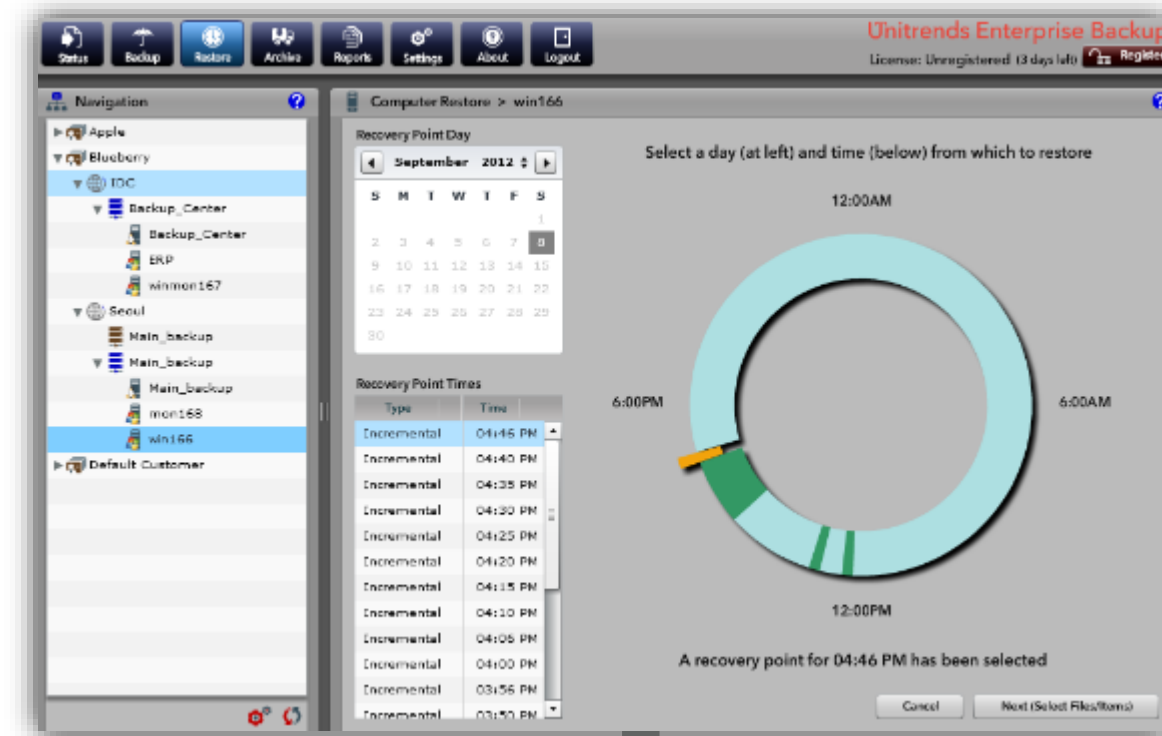 Status Backup Restore Archive Reports Settings About Logout
Unitrends Enterprise Backup
License: Unregistered (3 days left) Register
Navigation
Apple
Blueberry
IDC
Backup_Center
Backup_Center
ERP
winmon167
Seoul
Main_backup
Main_backup
Main_backup
mon168
win166
Default Customer
Computer Restore > win166
Recovery Point Day
September 2012
S M T W T F S
1
2 3 4 5 6 7 8
9 10 11 12 13 14 15
16 17 18 19 20 21 22
23 24 25 26 27 28 29
30
Recovery Point Times
Type Time
Incremental 04:46 PM
Incremental 04:40 PM
Incremental 04:35 PM
Incremental 04:30 PM
Incremental 04:25 PM
Incremental 04:20 PM
Incremental 04:15 PM
Incremental 04:10 PM
Incremental 04:06 PM
Incremental 04:00 PM
Incremental 03:56 PM
Incremental 03:50 PM
Select a day (at left) and time (below) from which to restore
12:00AM
6:00PM
6:00AM
12:00PM
A recovery point for 04:46 PM has been selected
Cancel Next (Select Files/Items)